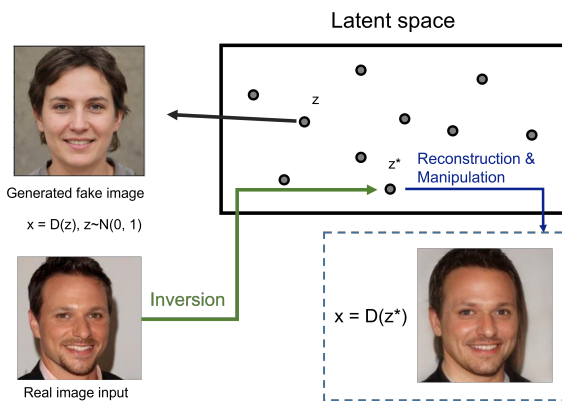 Latent space
z
Generated fake image
x = D(z), z~N(0, 1)
z*
Reconstruction &
Manipulation
Inversion
x = D(z*)
Real image input